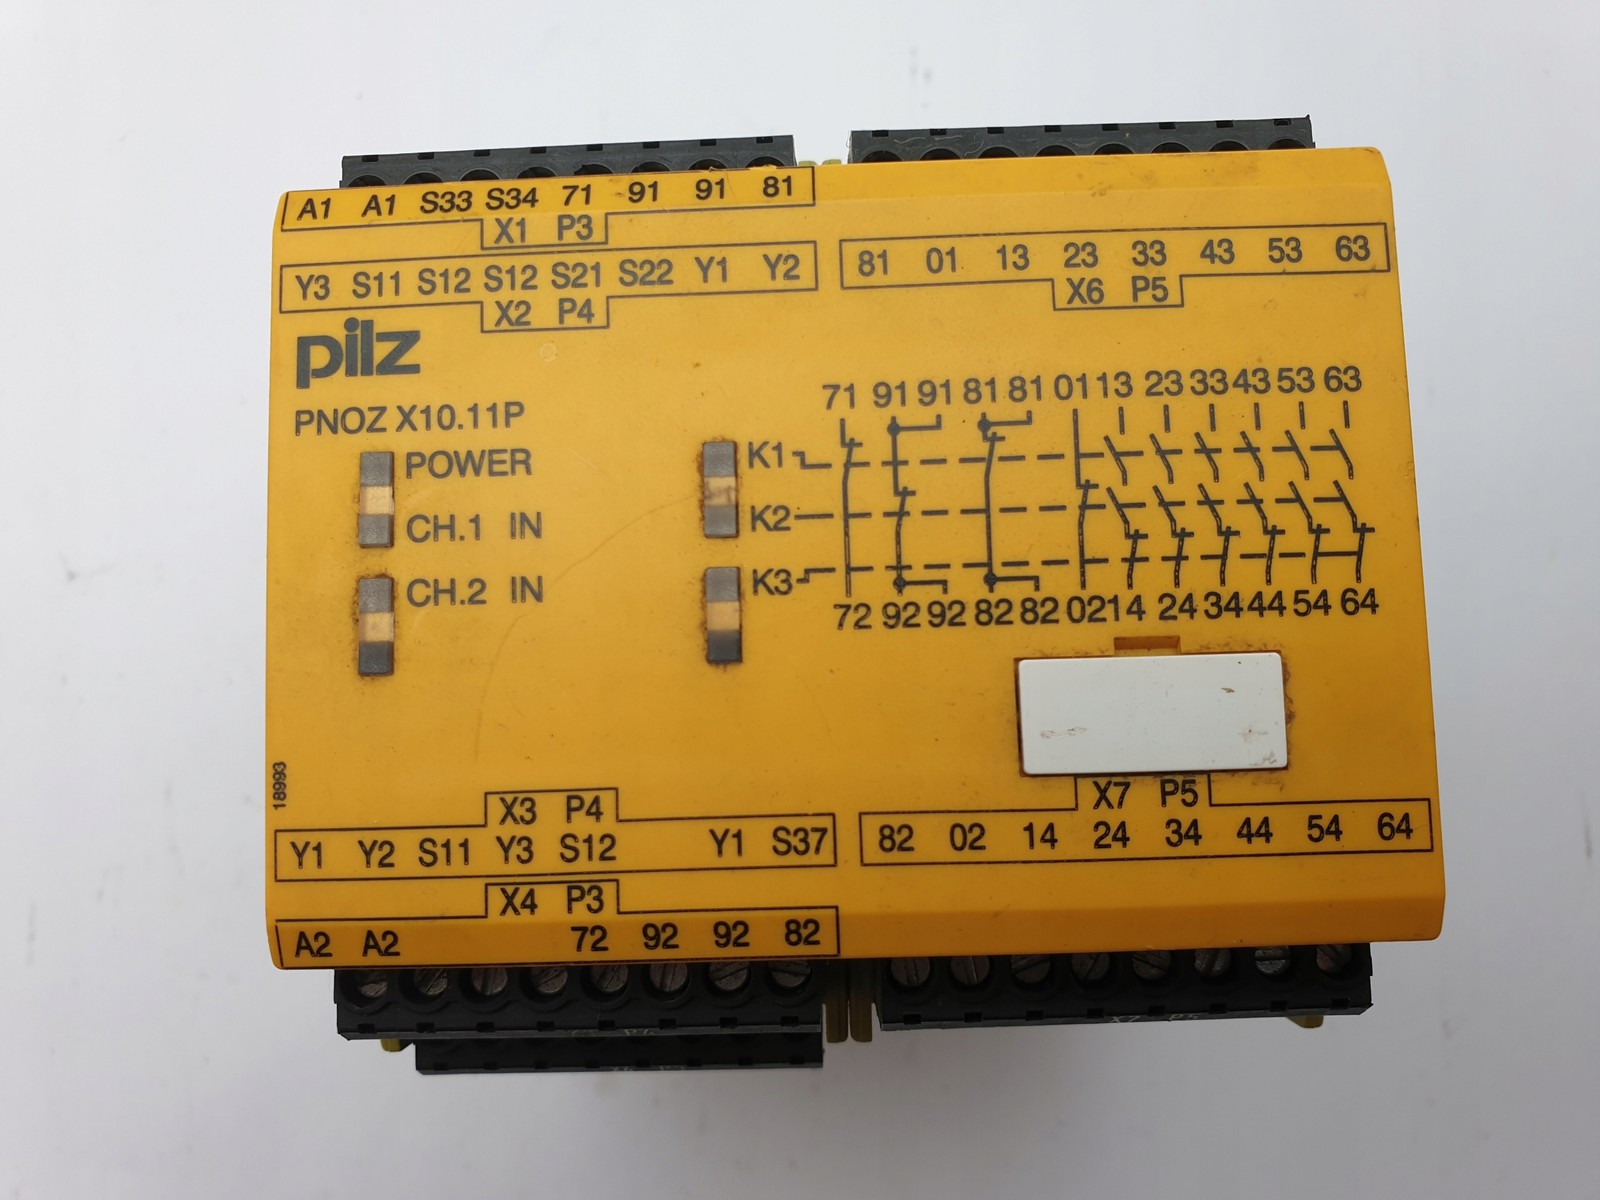 A1 A1 S33 S34 71 91 91 81
X1 P3
Y3 S11 S12 S12 S21 S22 Y1 Y2
X2 P4
81 01 13 23 33 43 53 63
X6 P5
pilz
PNOZ X10.11P
POWER
CH.1 IN
CH.2 IN
71 91 91 81 81 01 13 23 33 43 53 63
K1
K2
K3
72 92 92 82 82 02 14 24 34 44 54 64
18993
X3 P4
Y1 Y2 S11 Y3 S12 Y1 S37
X4 P3
A2 A2 72 92 92 82
X7 P5
82 02 14 24 34 44 54 64
X7 P5